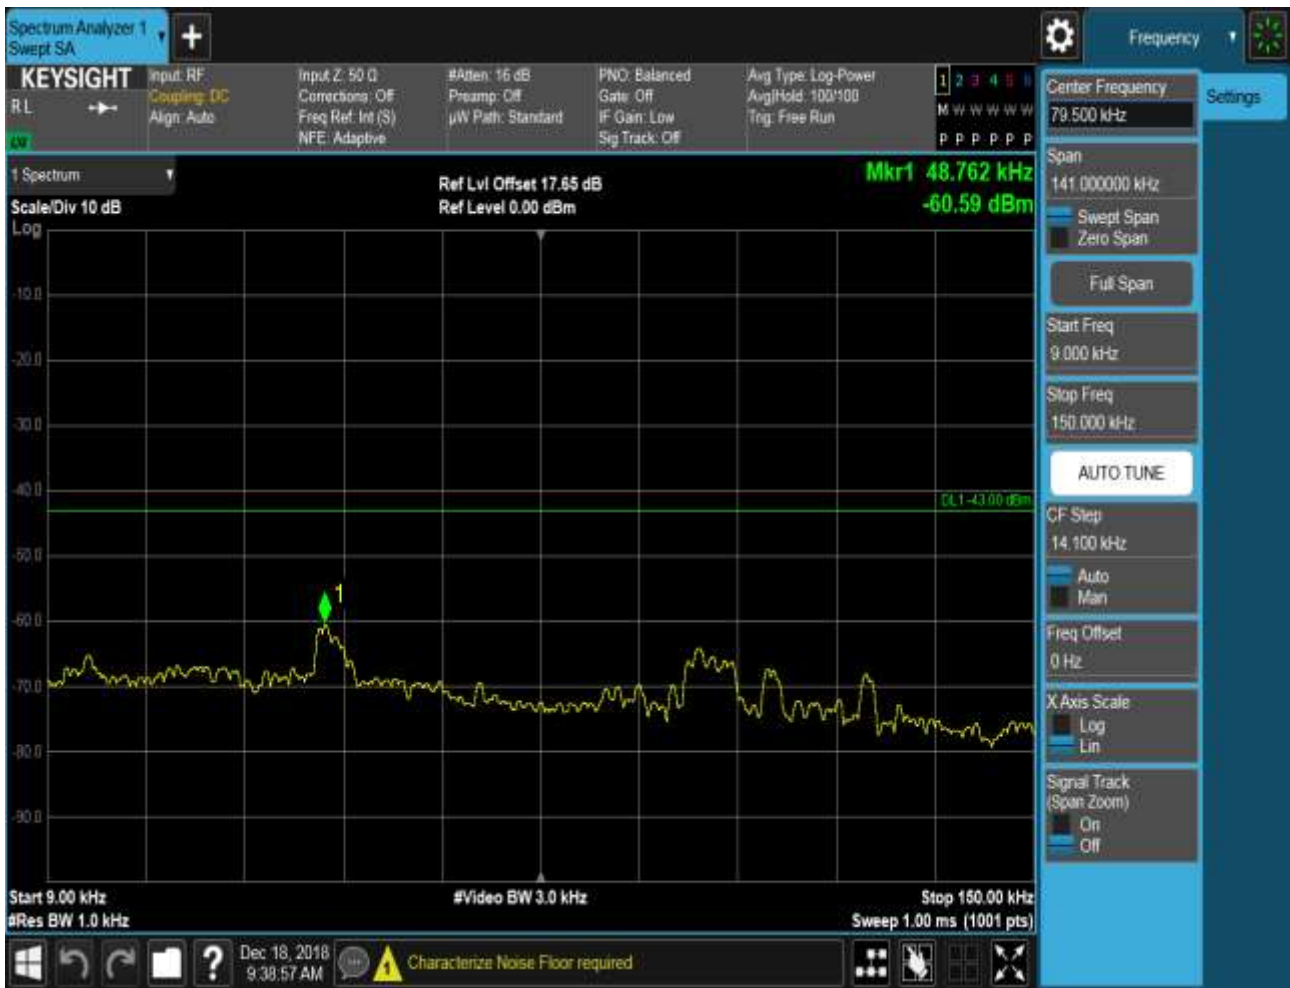 Spectrum Analyzer 1
Swept SA
+
Frequency
KEYSIGHT
R L
Input: RF
Coupling: DC
Align: Auto
Input Z: 50 Ω
Corrections: Off
Freq Ref: Int (S)
NFE: Adaptive
#Atten: 16 dB
Preamp: Off
µW Path: Standard
PNO: Balanced
Gate: Off
IF Gain: Low
Sig Track: Off
Avg Type: Log-Power
Avg|Hold: 100/100
Trig: Free Run
1 2 3 4 5 6
M W W W W W
P P P P P P
1 Spectrum
Scale/Div 10 dB
Log
Ref Lvl Offset 17.65 dB
Ref Level 0.00 dBm
Mkr1 48.762 kHz
-60.59 dBm
-10.0
-20.0
-30.0
-40.0
DL1 -43.00 dBm
-50.0
1
-60.0
-70.0
-80.0
-90.0
Start 9.00 kHz
#Res BW 1.0 kHz
#Video BW 3.0 kHz
Stop 150.00 kHz
Sweep 1.00 ms (1001 pts)
Center Frequency
79.500 kHz
Settings
Span
141.000000 kHz
Swept Span
Zero Span
Full Span
Start Freq
9.000 kHz
Stop Freq
150.000 kHz
AUTO TUNE
CF Step
14.100 kHz
Auto
Man
Freq Offset
0 Hz
X Axis Scale
Log
Lin
Signal Track
(Span Zoom)
On
Off
?
Dec 18, 2018
9:38:57 AM
1
Characterize Noise Floor required